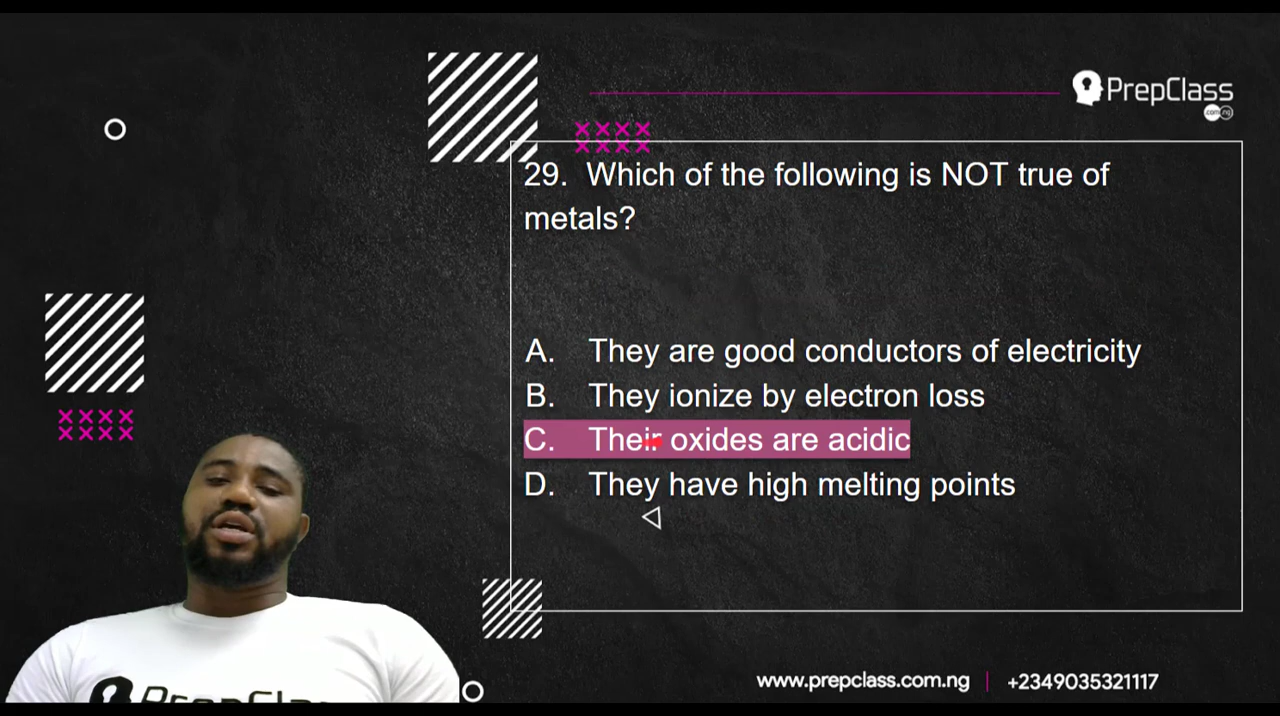 PrepClass
.com ng
29. Which of the following is NOT true of
metals?
A. They are good conductors of electricity
B. They ionize by electron loss
C. Their oxides are acidic
D. They have high melting points
www.prepclass.com.ng | +2349035321117